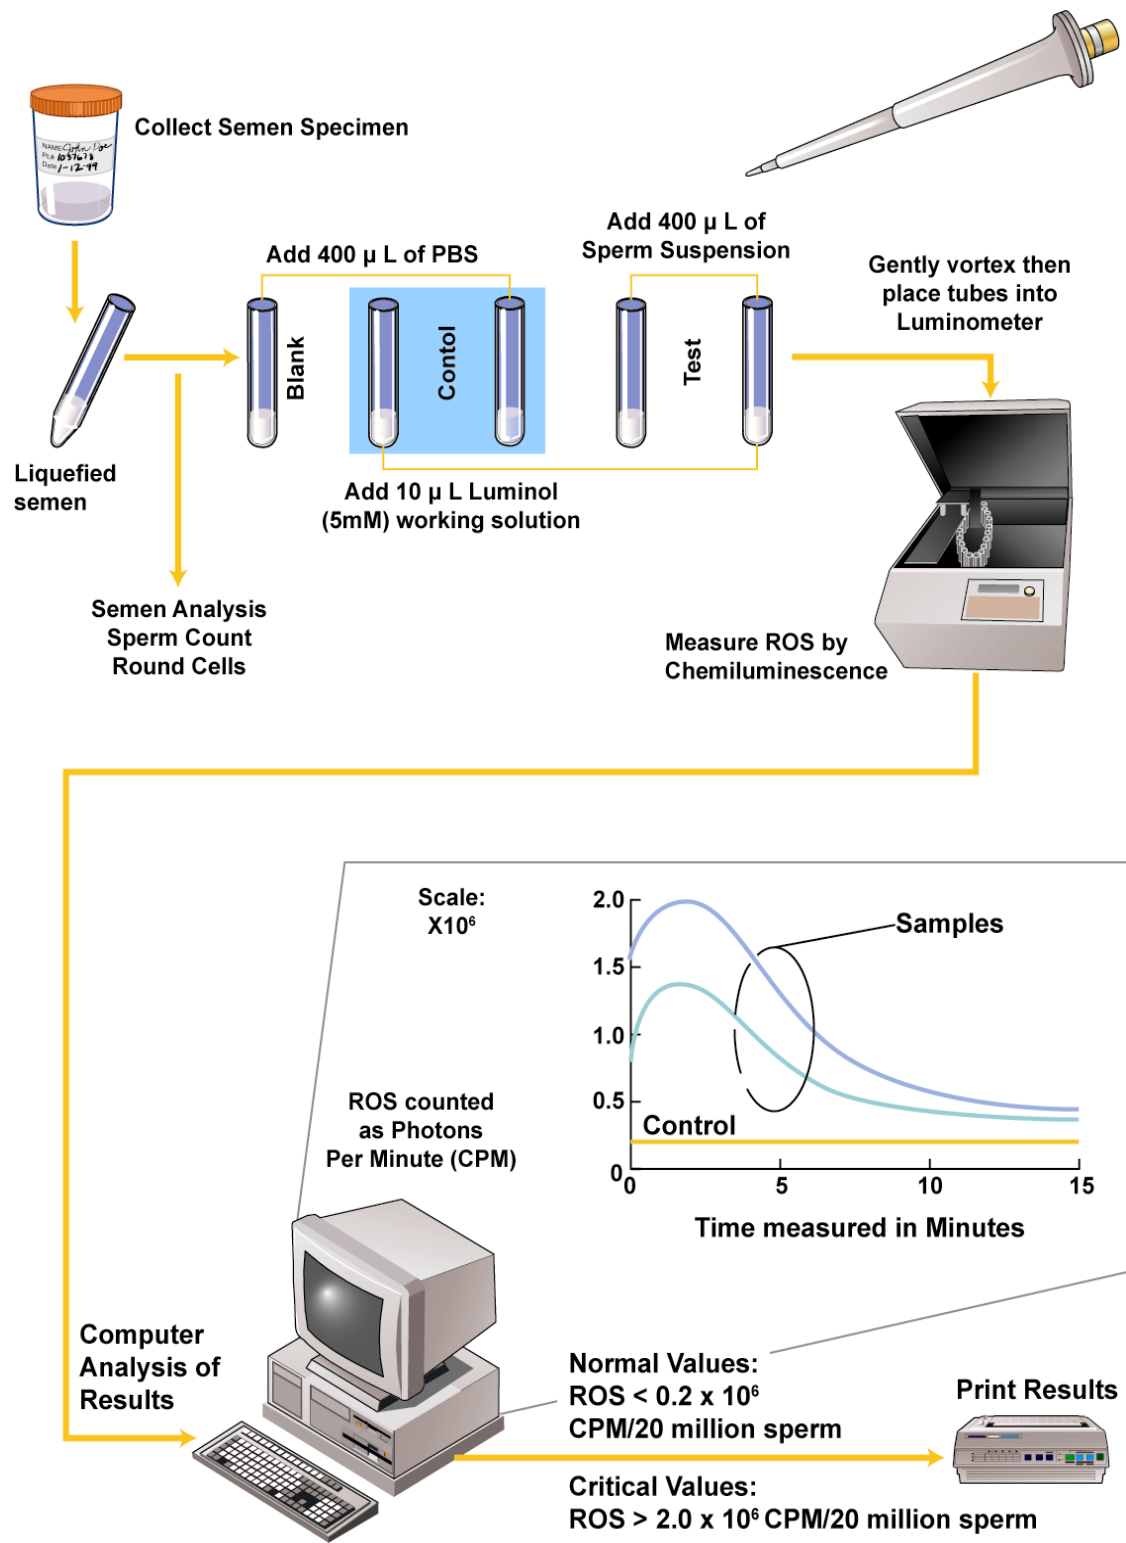 Collect Semen Specimen
NAME John Doe
Pt.# 1037678
Date 1-12-99
Add 400 µ L of PBS
Add 400 µ L of
Sperm Suspension
Gently vortex then
place tubes into
Luminometer
Blank
Contol
Test
Liquefied
semen
Add 10 µ L Luminol
(5mM) working solution
Semen Analysis
Sperm Count
Round Cells
Measure ROS by
Chemiluminescence
Scale:
X10⁶
2.0
1.5
1.0
0.5
0
Samples
Control
0 5 10 15
Time measured in Minutes
ROS counted
as Photons
Per Minute (CPM)
Computer
Analysis of
Results
Normal Values:
ROS < 0.2 x 10⁶
CPM/20 million sperm
Critical Values:
ROS > 2.0 x 10⁶ CPM/20 million sperm
Print Results